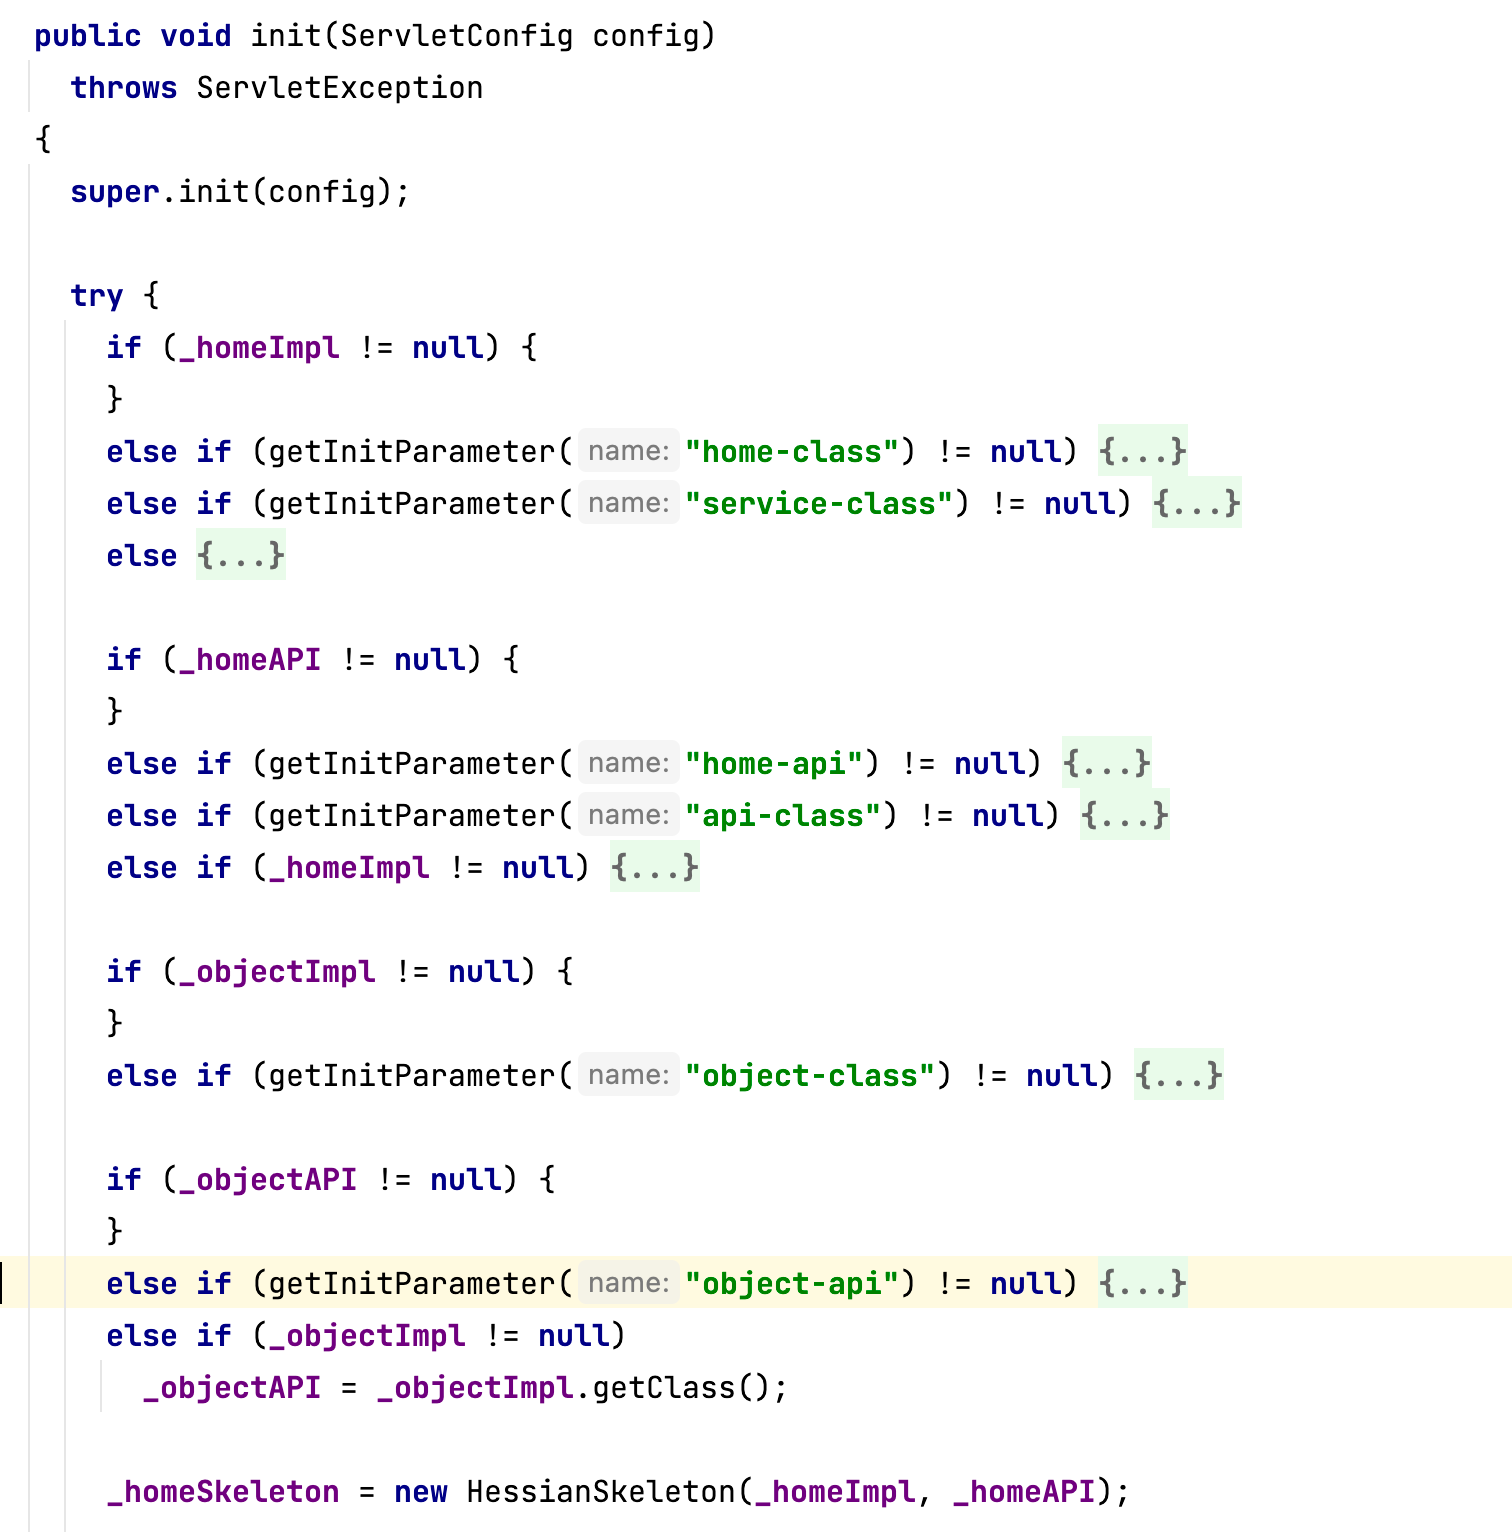 public void init(ServletConfig config)
  throws ServletException
{
  super.init(config);

  try {
    if (_homeImpl != null) {
    }
    else if (getInitParameter( name: "home-class") != null) {...}
    else if (getInitParameter( name: "service-class") != null) {...}
    else {...}

    if (_homeAPI != null) {
    }
    else if (getInitParameter( name: "home-api") != null) {...}
    else if (getInitParameter( name: "api-class") != null) {...}
    else if (_homeImpl != null) {...}

    if (_objectImpl != null) {
    }
    else if (getInitParameter( name: "object-class") != null) {...}

    if (_objectAPI != null) {
    }
    else if (getInitParameter( name: "object-api") != null) {...}
    else if (_objectImpl != null)
      _objectAPI = _objectImpl.getClass();

    _homeSkeleton = new HessianSkeleton(_homeImpl, _homeAPI);